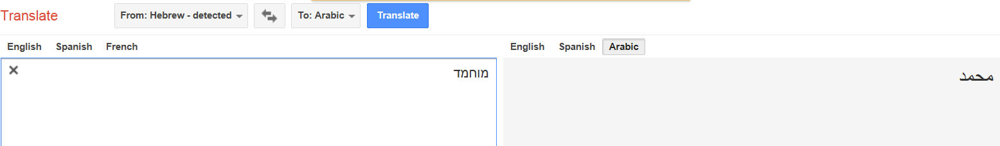 Translate From: Hebrew - detected To: Arabic Translate
English Spanish French English Spanish Arabic
מוחמד
محمد